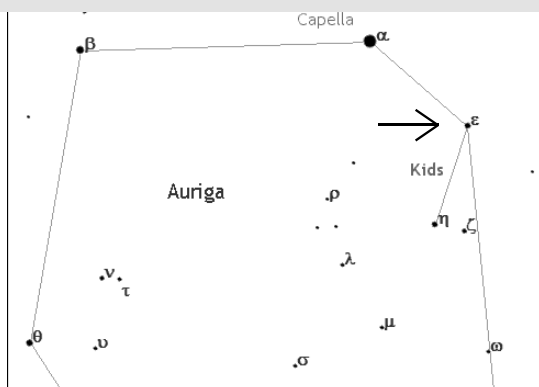 Capella
β
α
ε
Kids
Auriga
ρ
η
ζ
λ
ν
τ
μ
θ
υ
ω
σ